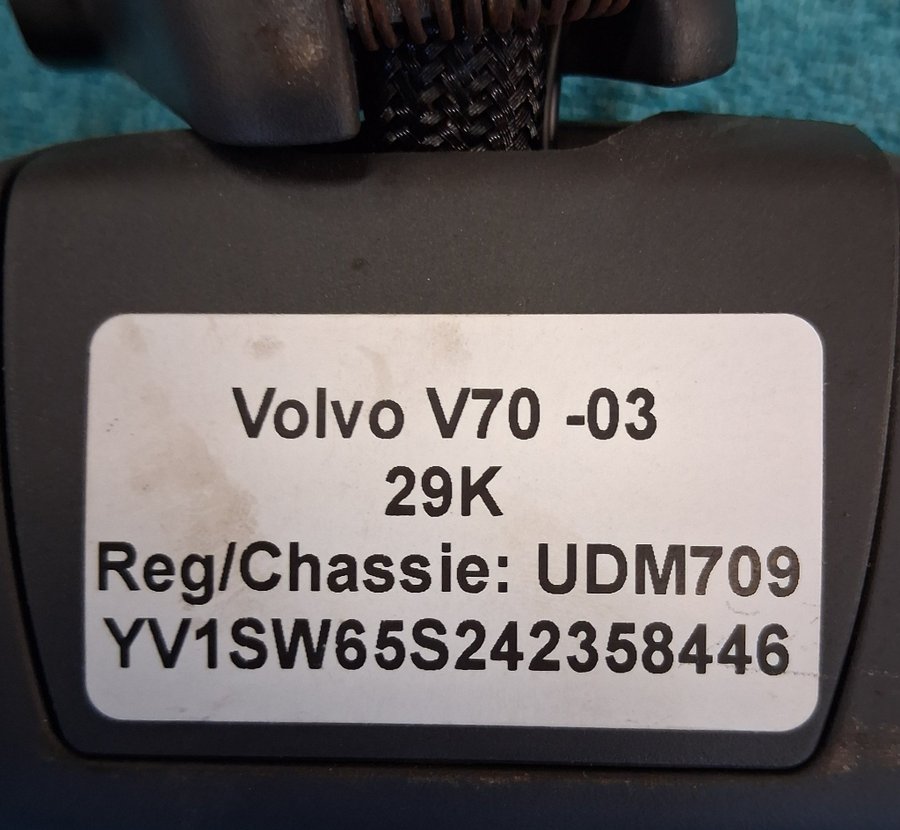 Volvo V70 -03
29K
Reg/Chassie: UDM709
YV1SW65S242358446